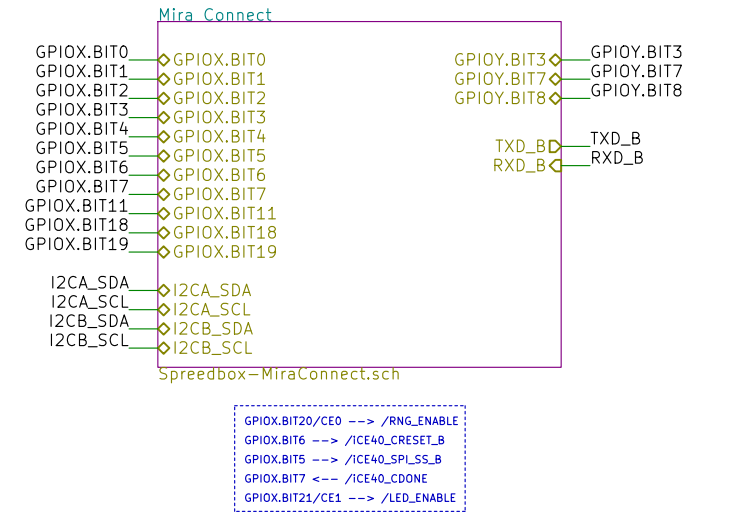 Mira Connect
GPIOX.BIT0 GPIOX.BIT0 GPIOY.BIT3 GPIOY.BIT3
GPIOX.BIT1 GPIOX.BIT1 GPIOY.BIT7 GPIOY.BIT7
GPIOX.BIT2 GPIOX.BIT2 GPIOY.BIT8 GPIOY.BIT8
GPIOX.BIT3 GPIOX.BIT3
GPIOX.BIT4 GPIOX.BIT4
GPIOX.BIT5 GPIOX.BIT5 TXD_B TXD_B
GPIOX.BIT6 GPIOX.BIT6 RXD_B RXD_B
GPIOX.BIT7 GPIOX.BIT7
GPIOX.BIT11 GPIOX.BIT11
GPIOX.BIT18 GPIOX.BIT18
GPIOX.BIT19 GPIOX.BIT19
I2CA_SDA I2CA_SDA
I2CA_SCL I2CA_SCL
I2CB_SDA I2CB_SDA
I2CB_SCL I2CB_SCL
Spreedbox-MiraConnect.sch
GPIOX.BIT20/CE0 --> /RNG_ENABLE
GPIOX.BIT6 --> /iCE40_CRESET_B
GPIOX.BIT5 --> /iCE40_SPI_SS_B
GPIOX.BIT7 <-- /iCE40_CDONE
GPIOX.BIT21/CE1 --> /LED_ENABLE